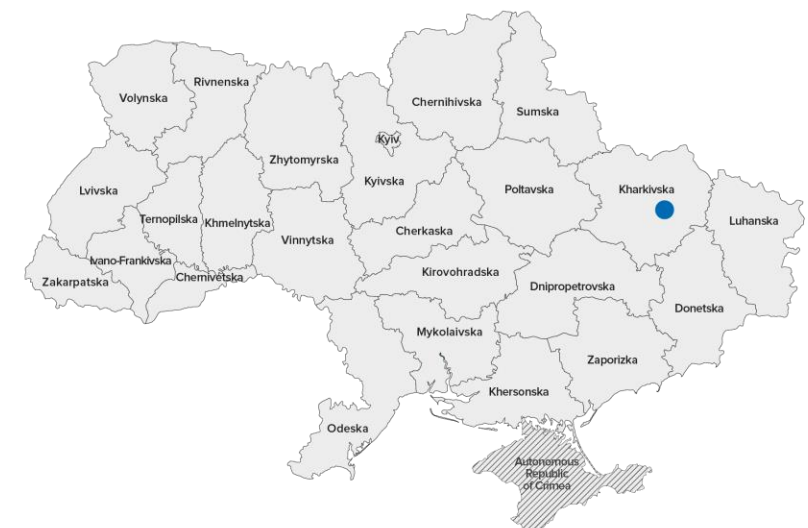 Rivnenska
Volynska
Chernihivska
Sumska
Kyiv
Zhytomyrska
Kyivska
Poltavska
Kharkivska
Lvivska
Ternopilska
Khmelnytska
Luhanska
Vinnytska
Cherkaska
Ivano-Frankivska
Kirovohradska
Zakarpatska
Chernivetska
Dnipropetrovska
Donetska
Mykolaivska
Zaporizka
Khersonska
Odeska
Autonomous
Republic
of Crimea